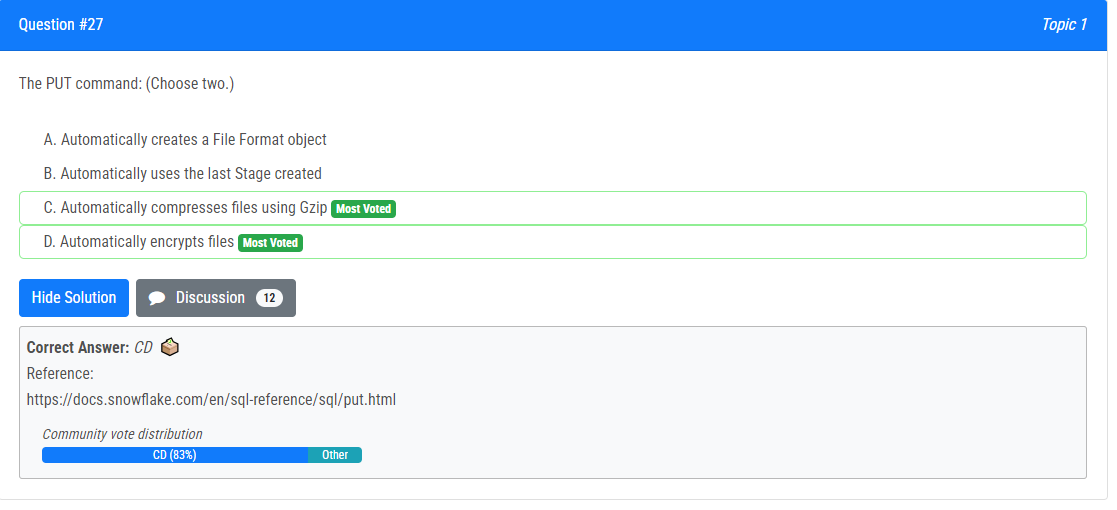 Question #27
Topic 1
The PUT command: (Choose two.)
A. Automatically creates a File Format object
B. Automatically uses the last Stage created
C. Automatically compresses files using Gzip Most Voted
D. Automatically encrypts files Most Voted
Hide Solution
Discussion 12
Correct Answer: CD
Reference:
https://docs.snowflake.com/en/sql-reference/sql/put.html
Community vote distribution
CD (83%) Other